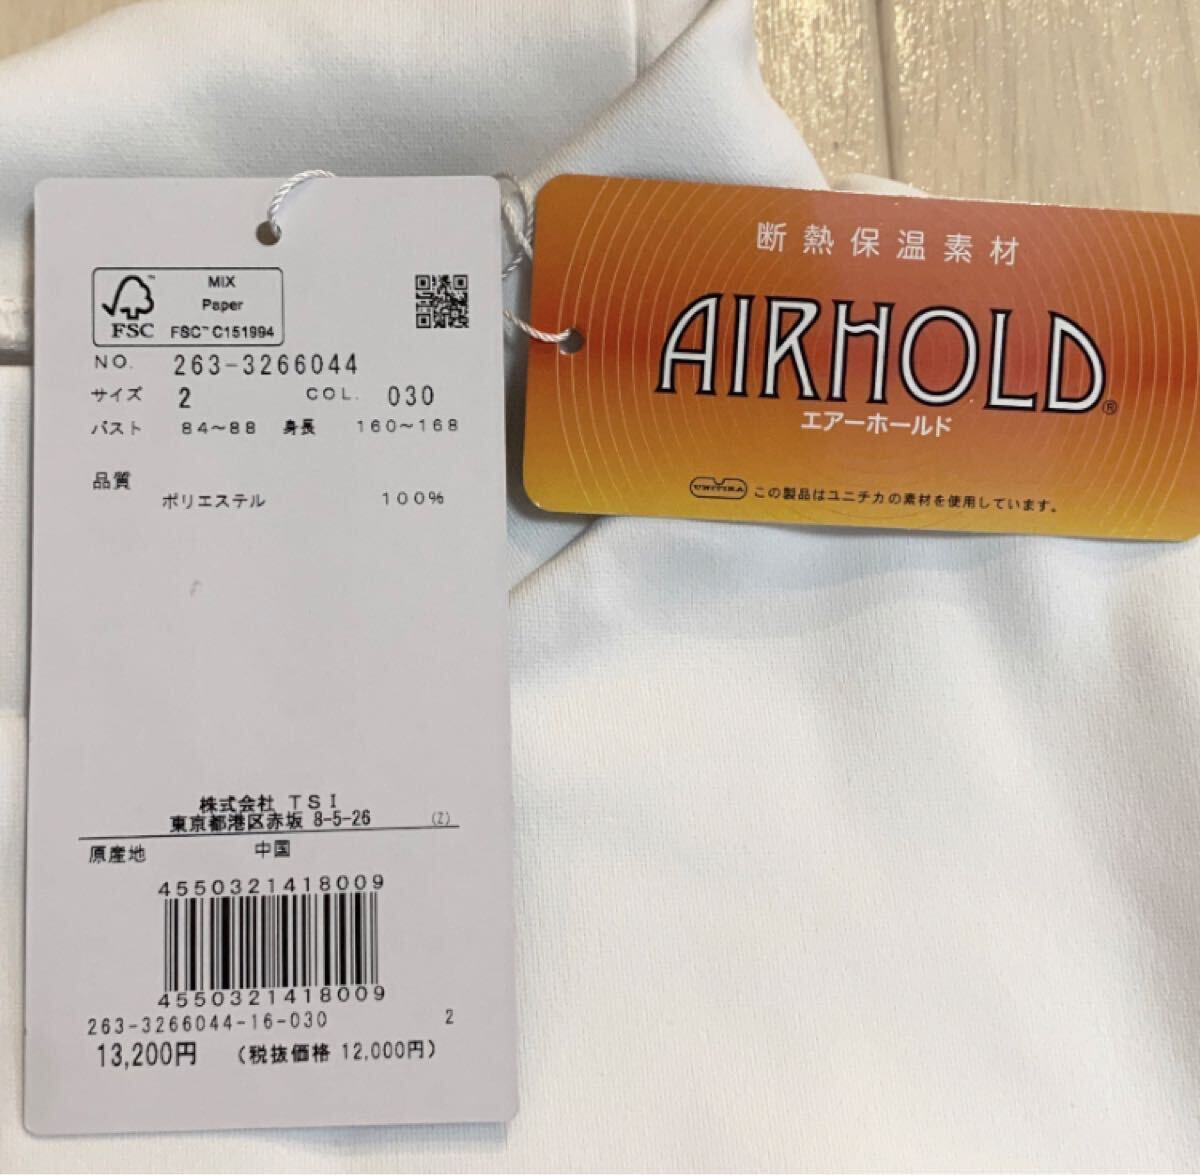 MIX
Paper
FSC™ C151994
FSC
NO. 263-3266044
サイズ 2 COL. 030
バスト 84~88 身長 160~168
品質
ポリエステル 100%
株式会社 TSI
東京都港区赤坂 8-5-26 (Z)
原産地 中国
4550321418009
4550321418009
263-3266044-16-030 2
13,200円 (税抜価格 12,000円)
断熱保温素材
AIRHOLD®
エアーホールド
UNITIKA この製品はユニチカの素材を使用しています。